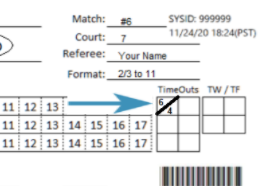 Match: #6 SYSID: 999999
Court: 7 11/24/20 18:24(PST)
Referee: Your Name
Format: 2/3 to 11
TimeOuts TW / TF
11 12 13 6 4
11 12 13 14 15 16 17
11 12 13 14 15 16 17